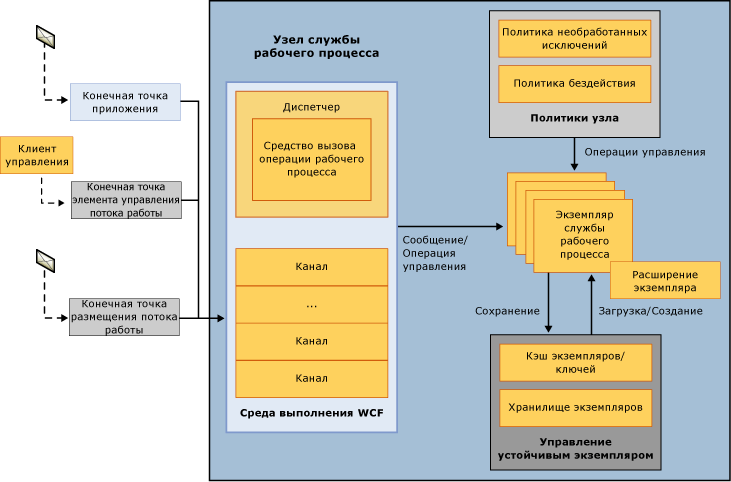 Узел службы
рабочего процесса
Конечная точка
приложения
Клиент
управления
Конечная точка
элемента управления
потока работы
Конечная точка
размещения потока
работы
Диспетчер
Средство вызова
операции рабочего
процесса
Канал
...
Канал
Канал
Среда выполнения WCF
Сообщение/
Операция
управления
Политика необработанных
исключений
Политика бездействия
Политики узла
Операции управления
Экземпляр
службы
рабочего
процесса
Расширение
экземпляра
Сохранение
Загрузка/Создание
Кэш экземпляров/
ключей
Хранилище экземпляров
Управление
устойчивым экземпляром